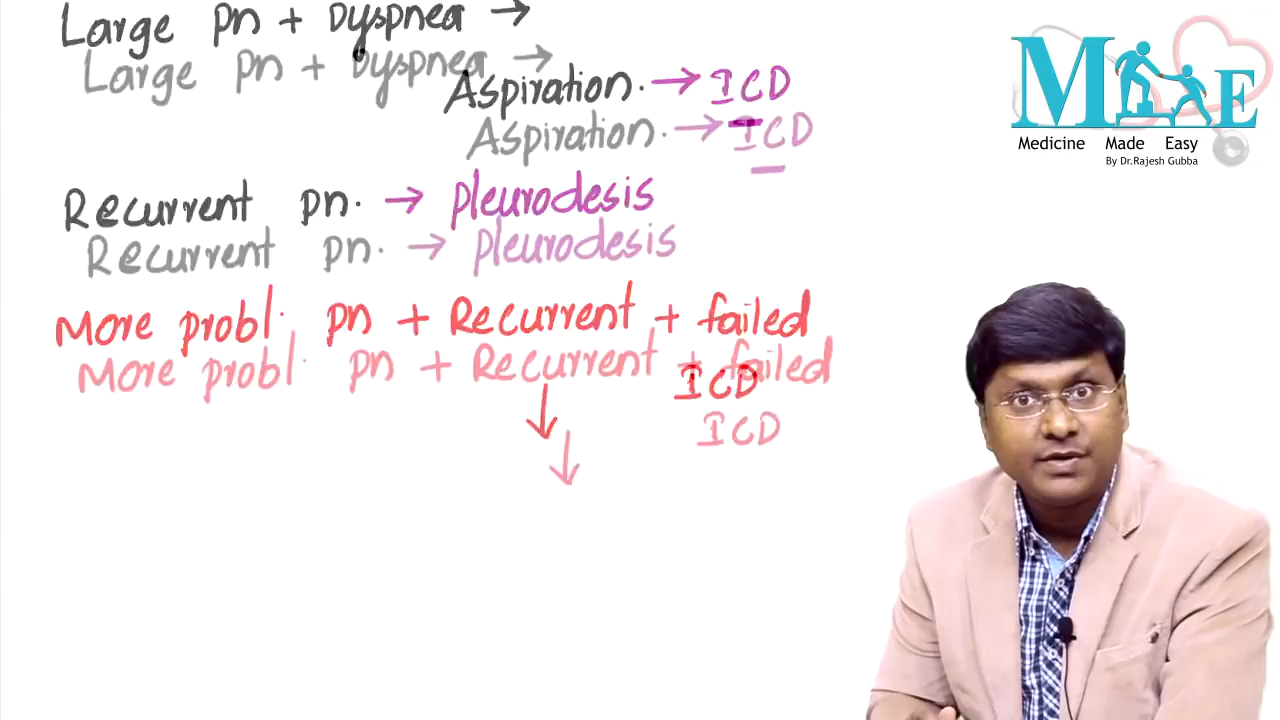 Large pn + Dyspnea →
Large pn + Dyspnea →
Aspiration. → ICD
Aspiration. → ICD
Recurrent pn. → pleurodesis
Recurrent pn. → pleurodesis
More probl. pn + Recurrent + failed
More probl. pn + Recurrent + failed
ICD
ICD
↓
↓
MADE
Medicine Made Easy
By Dr.Rajesh Gubba